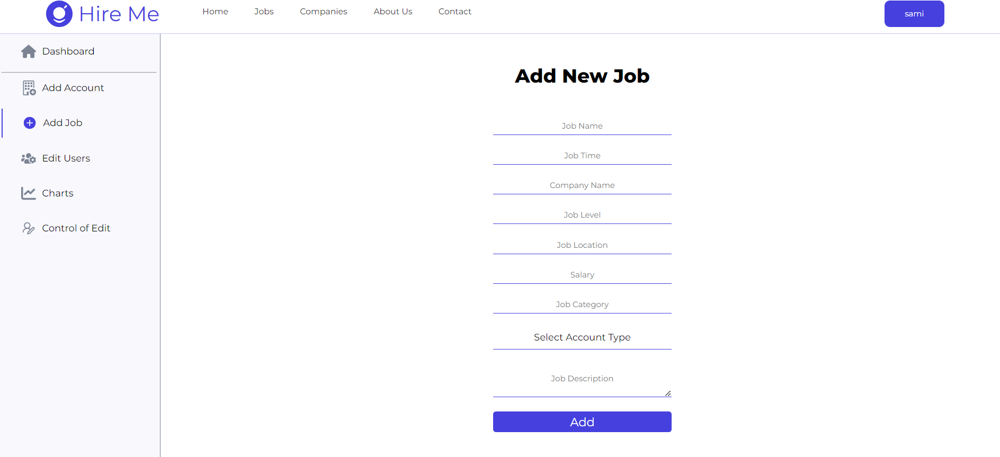 Hire Me
Home Jobs Companies About Us Contact
sami
Dashboard
Add Account
Add Job
Edit Users
Charts
Control of Edit
Add New Job
Job Name
Job Time
Company Name
Job Level
Job Location
Salary
Job Category
Select Account Type
Job Description
Add